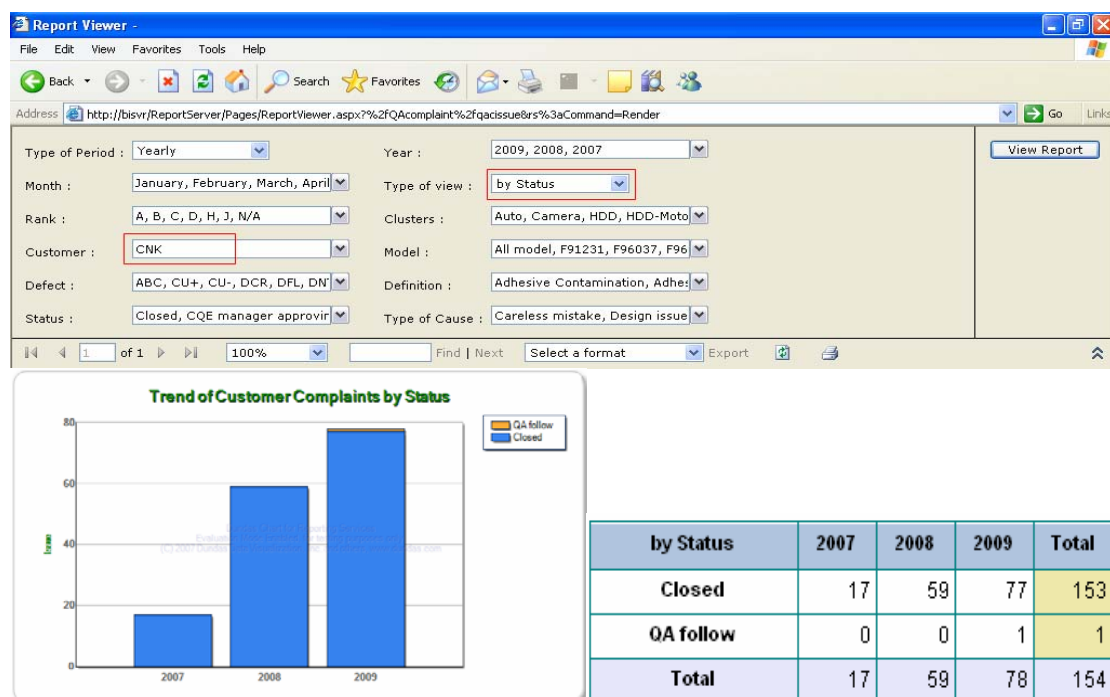 Report Viewer -
File Edit View Favorites Tools Help
Back Search Favorites
Address http://bisvr/ReportServer/Pages/ReportViewer.aspx?%2fQAcomplaint%2fqacissue&rs%3aCommand=Render Go Links
Type of Period : Yearly Year : 2009, 2008, 2007 View Report
Month : January, February, March, April Type of view : by Status
Rank : A, B, C, D, H, J, N/A Clusters : Auto, Camera, HDD, HDD-Moto
Customer : CNK Model : All model, F91231, F96037, F96
Defect : ABC, CU+, CU-, DCR, DFL, DN Definition : Adhesive Contamination, Adhe
Status : Closed, CQE manager approvin Type of Cause : Careless mistake, Design issue
1 of 1 100% Find | Next Select a format Export
Trend of Customer Complaints by Status
QA follow
Closed
80
60
40
20
0
Issue
(C) 2007 Dundas
2007 2008 2009
by Status 2007 2008 2009 Total
Closed 17 59 77 153
QA follow 0 0 1 1
Total 17 59 78 154